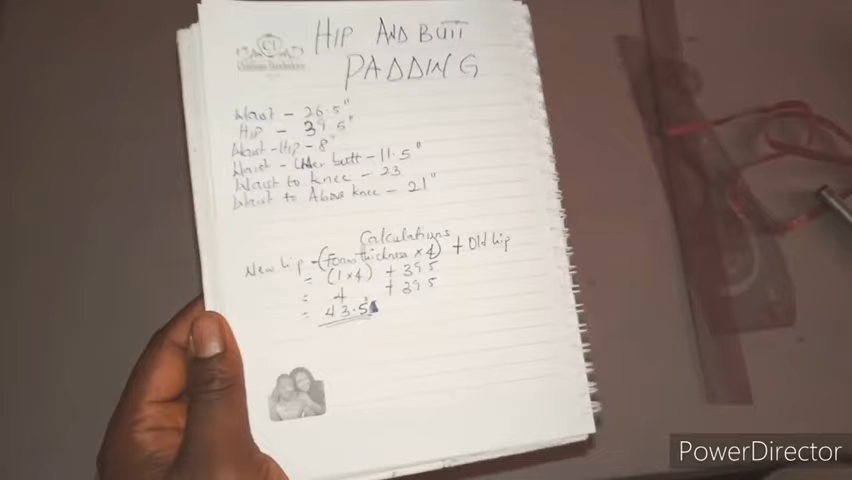 HIP AND BUTT
PADDING
Waist - 26.5"
Hip - 39.5"
Waist - Hip - 8"
Waist - Under butt - 11.5"
Waist to knee - 23
Waist to Above knee - 21"
Calculations
New hip = (foam thickness × 4) + Old hip
= (1 × 4) + 39.5
= 4 + 39.5
= 43.5
PowerDirector